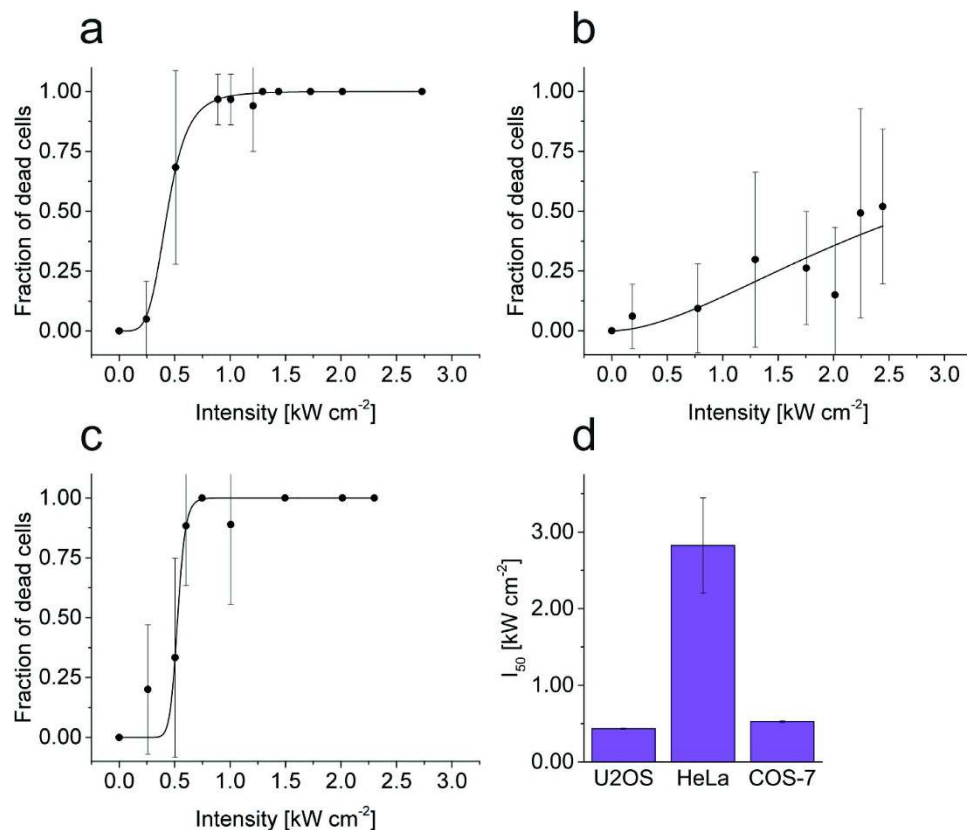 a
Fraction of dead cells
1.00
0.75
0.50
0.25
0.00
0.0 0.5 1.0 1.5 2.0 2.5 3.0
Intensity [kW cm-2]
b
Fraction of dead cells
1.00
0.75
0.50
0.25
0.00
0.0 0.5 1.0 1.5 2.0 2.5 3.0
Intensity [kW cm-2]
c
Fraction of dead cells
1.00
0.75
0.50
0.25
0.00
0.0 0.5 1.0 1.5 2.0 2.5 3.0
Intensity [kW cm-2]
d
I50 [kW cm-2]
3.00
2.00
1.00
0.00
U2OS HeLa COS-7